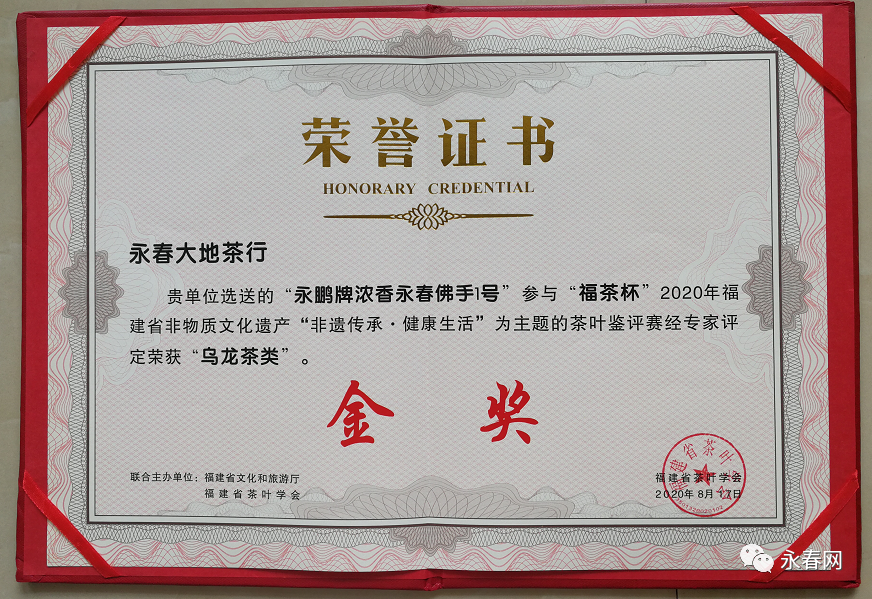 荣誉证书
HONORARY CREDENTIAL
永春大地茶行
贵单位选送的“永鹏牌浓香永春佛手1号”参与“福茶杯”2020年福
建省非物质文化遗产“非遗传承·健康生活”为主题的茶叶鉴评赛经专家评
定荣获“乌龙茶类”。
金 奖
联合主办单位：福建省文化和旅游厅
福建省茶叶学会
福建省茶叶学会
2020年8月17日
永春网